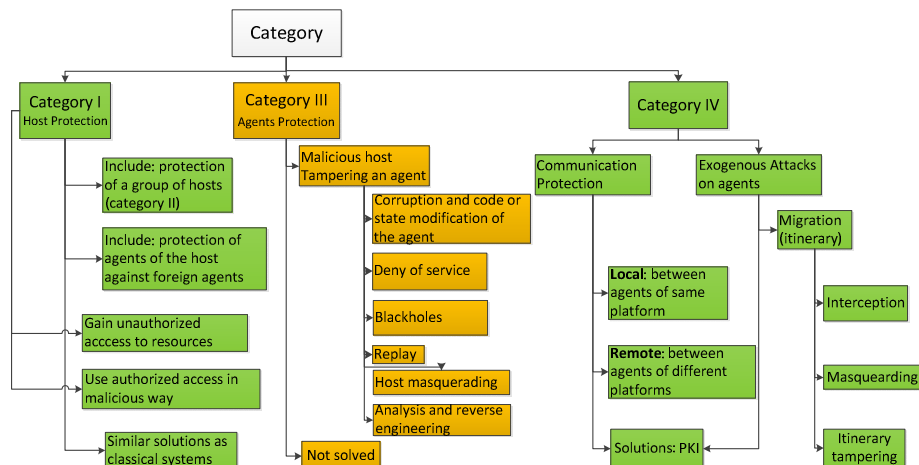 Category
Category I
Host Protection
Include: protection
of a group of hosts
(category II)
Include: protection of
agents of the host
against foreign agents
Gain unauthorized
acccess to resources
Use authorized access in
malicious way
Similar solutions as
classical systems
Category III
Agents Protection
Malicious host
Tampering an agent
Corruption and code or
state modification of
the agent
Deny of service
Blackholes
Replay
Host masquerading
Analysis and reverse
engineering
Not solved
Category IV
Communication
Protection
Local: between
agents of same
platform
Remote: between
agents of different
platforms
Solutions: PKI
Exogenous Attacks
on agents
Migration
(itinerary)
Interception
Masquearding
Itinerary
tampering